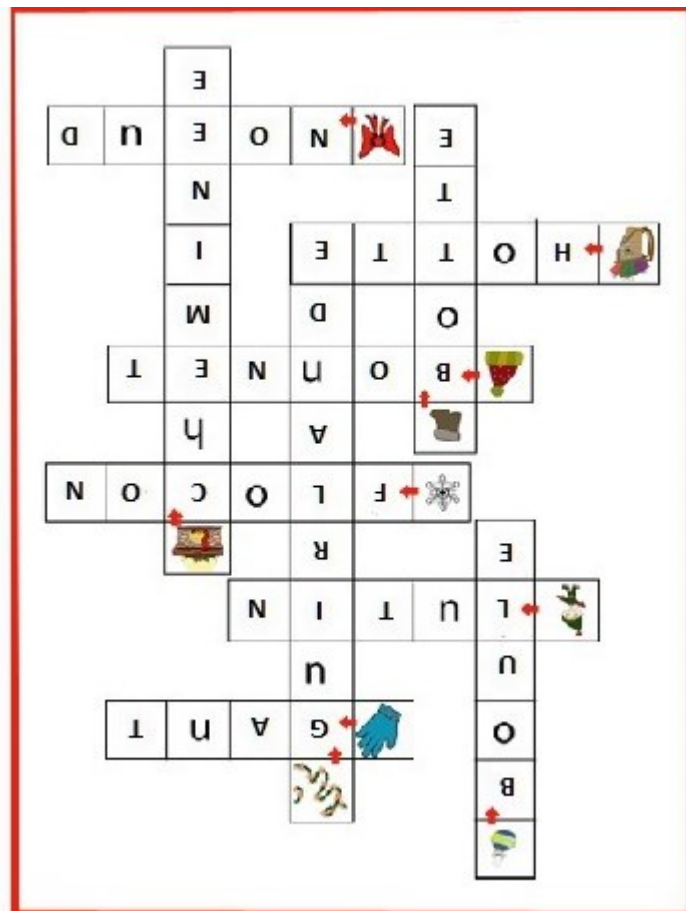 BOULE
GUIRLANDE
GANT
LUTIN
ChEMINEE
FLOCON
BOTTE
BONNET
HOTTE
NOEUD